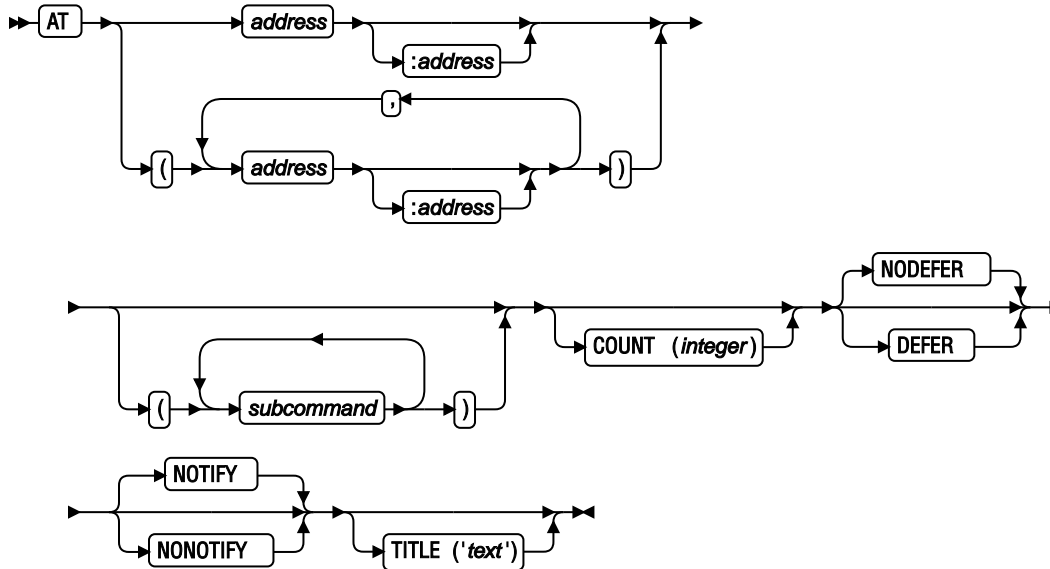 AT address
:address
,
( address )
:address
NODEFER
COUNT (integer) DEFER
( subcommand )
NOTIFY
NONOTIFY TITLE ('text')